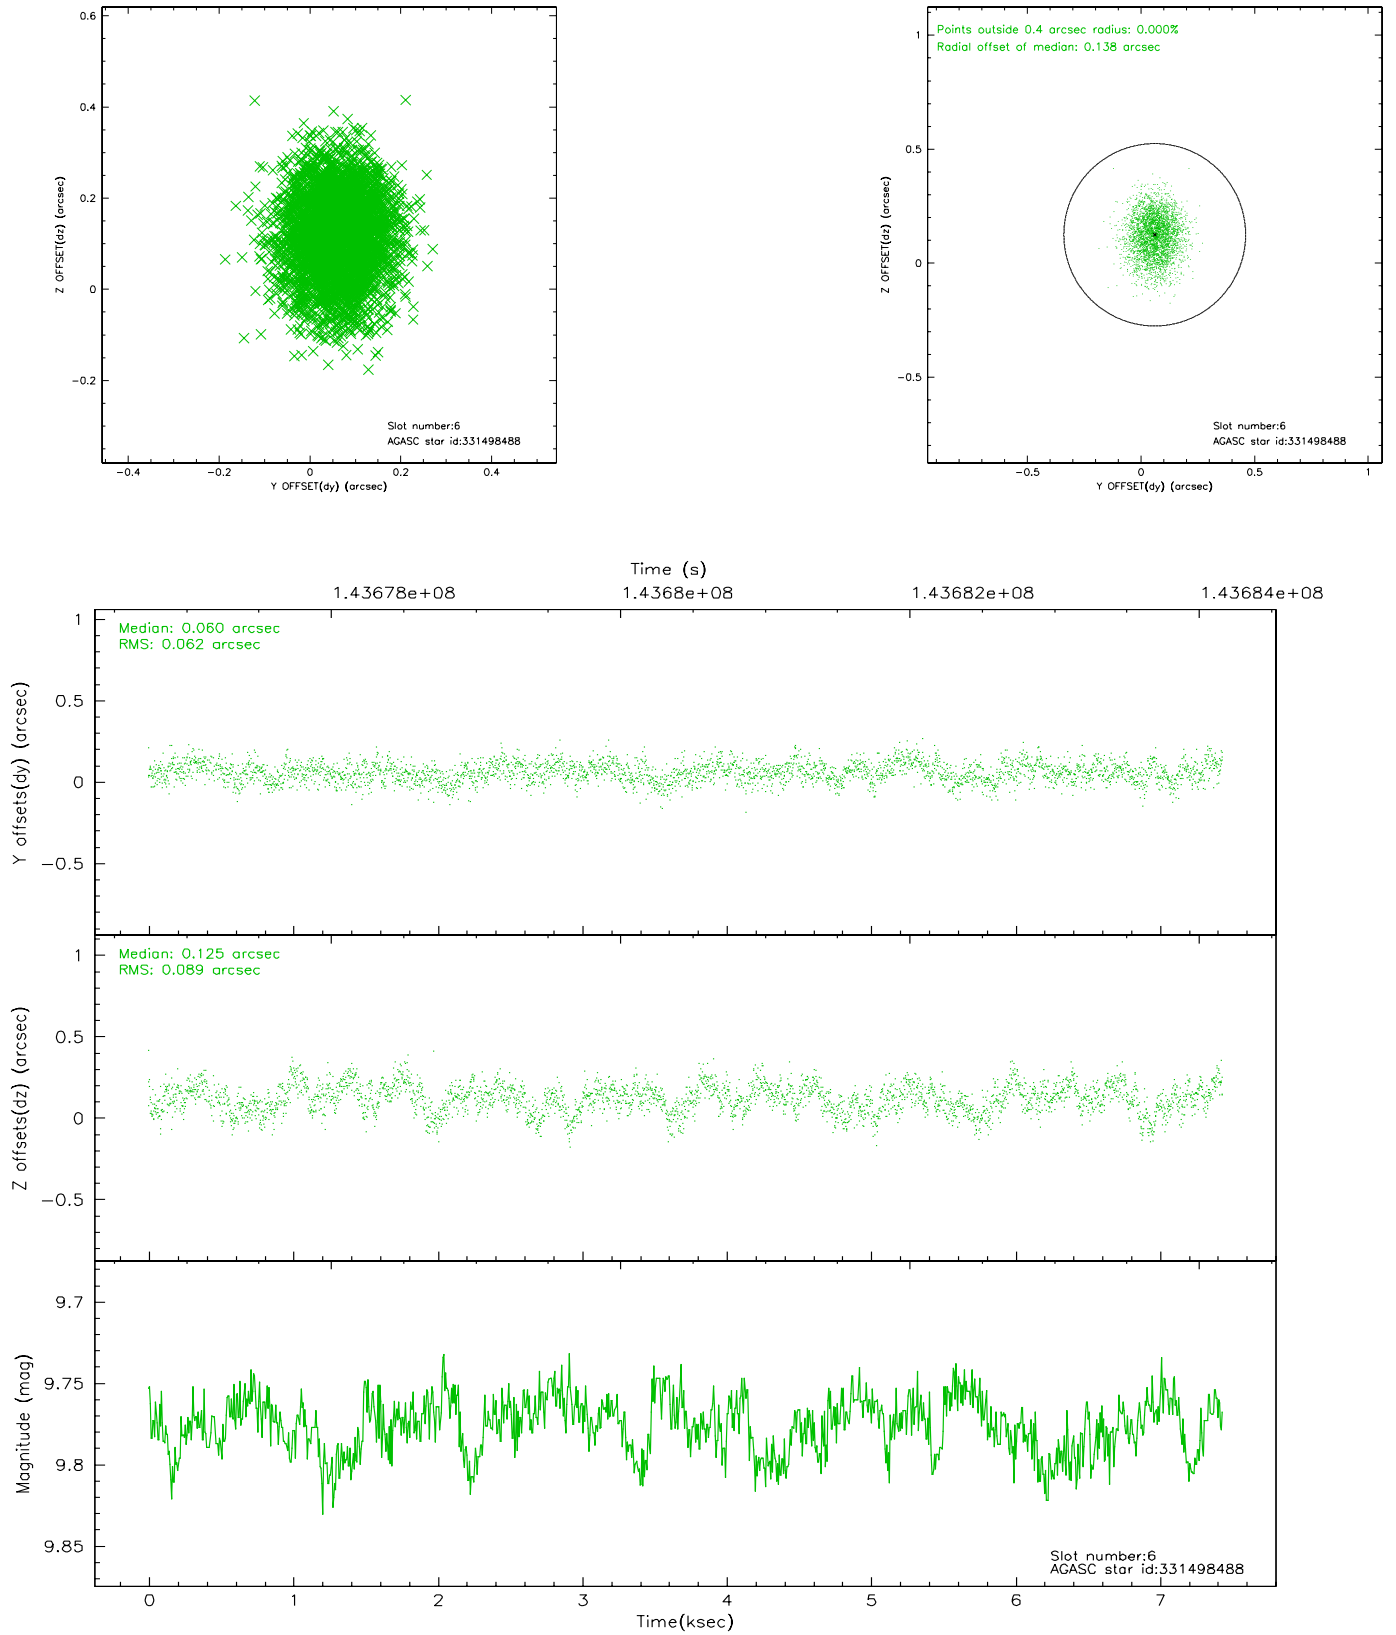 0.6
0.4
0.2
0
−0.2
Z OFFSET(dz) (arcsec)
−0.4 −0.2 0 0.2 0.4
Y OFFSET(dy) (arcsec)
Slot number:6
AGASC star id:331498488
Points outside 0.4 arcsec radius: 0.000%
Radial offset of median: 0.138 arcsec
1
0.5
0
−0.5
Z OFFSET(dz) (arcsec)
−0.5 0 0.5 1
Y OFFSET(dy) (arcsec)
Slot number:6
AGASC star id:331498488
Time (s)
1.43678e+08 1.4368e+08 1.43682e+08 1.43684e+08
Median: 0.060 arcsec
RMS: 0.062 arcsec
1
0.5
0
−0.5
Y offsets(dy) (arcsec)
Median: 0.125 arcsec
RMS: 0.089 arcsec
1
0.5
0
−0.5
Z offsets(dz) (arcsec)
9.7
9.75
9.8
9.85
Magnitude (mag)
Slot number:6
AGASC star id:331498488
0 1 2 3 4 5 6 7
Time(ksec)